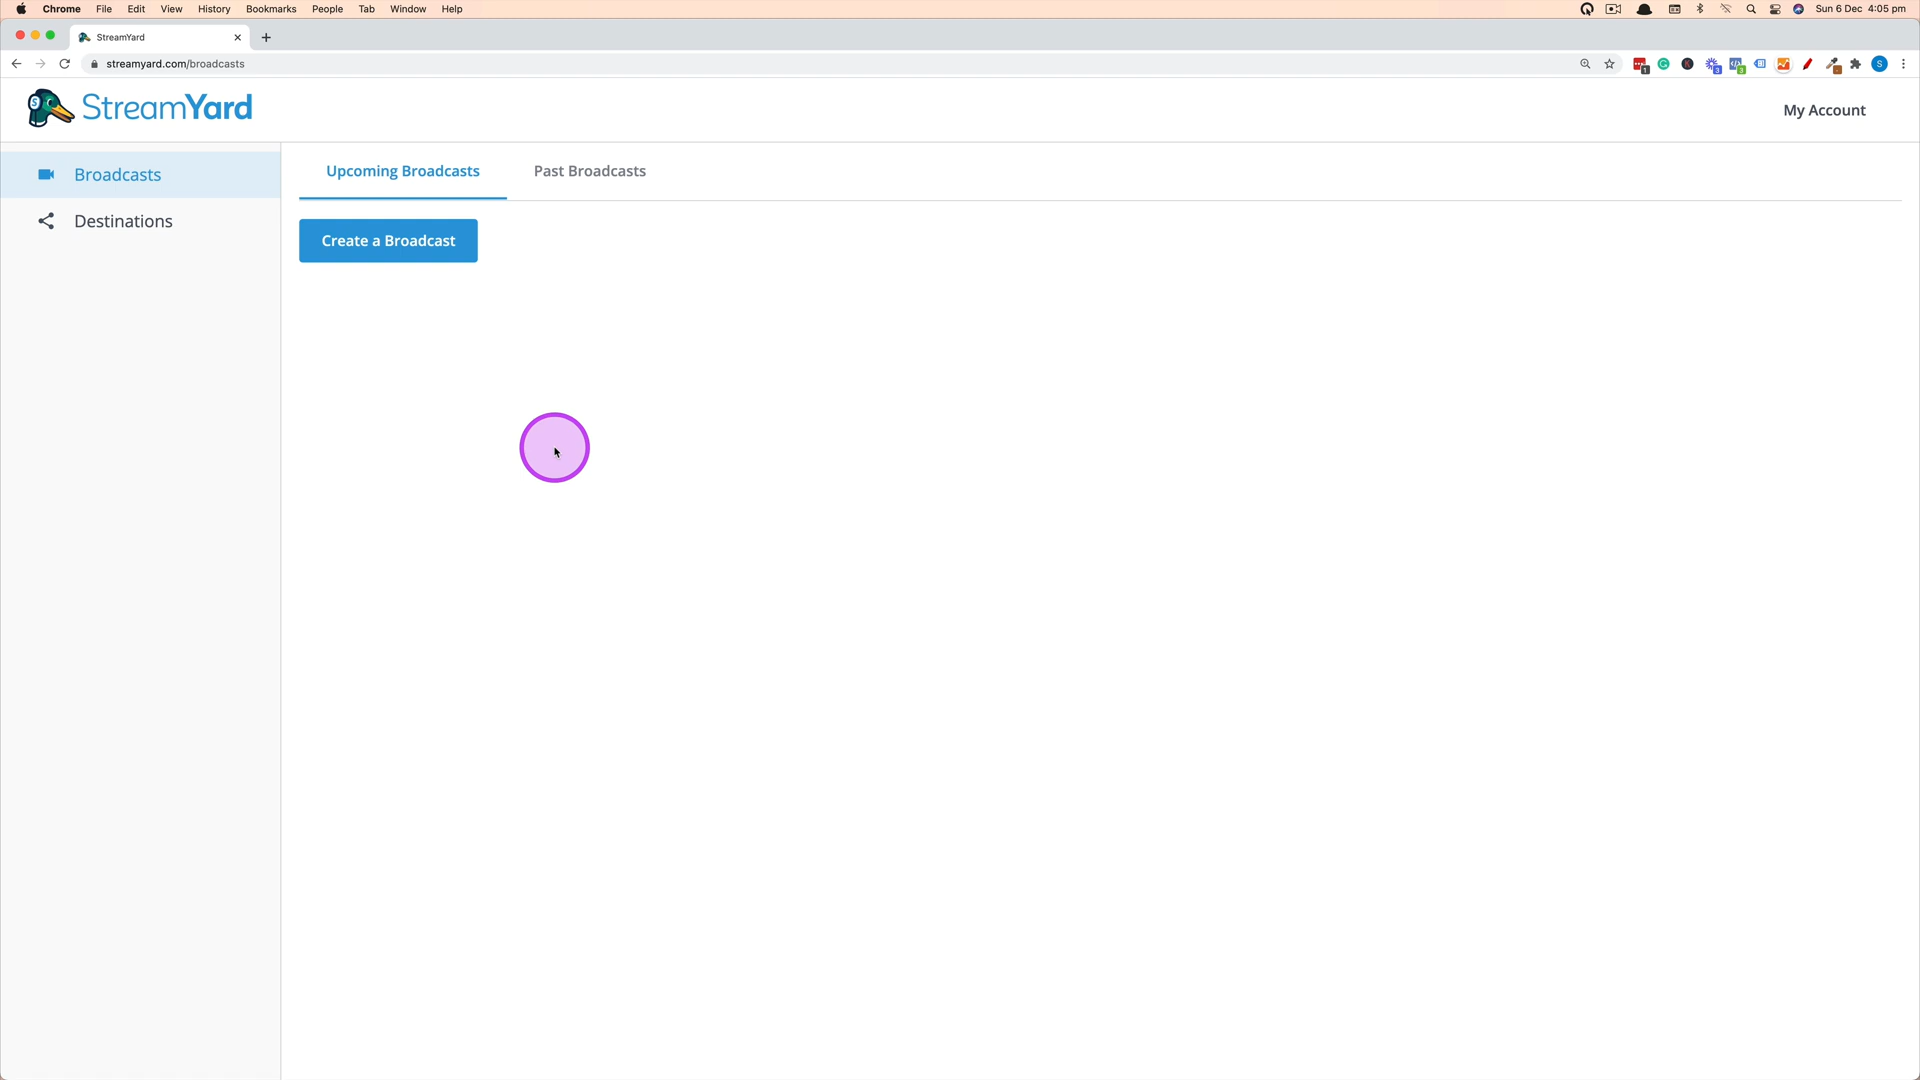 Chrome File Edit View History Bookmarks People Tab Window Help Sun 6 Dec 4:05 pm
StreamYard
streamyard.com/broadcasts
StreamYard
My Account
Broadcasts
Destinations
Upcoming Broadcasts Past Broadcasts
Create a Broadcast